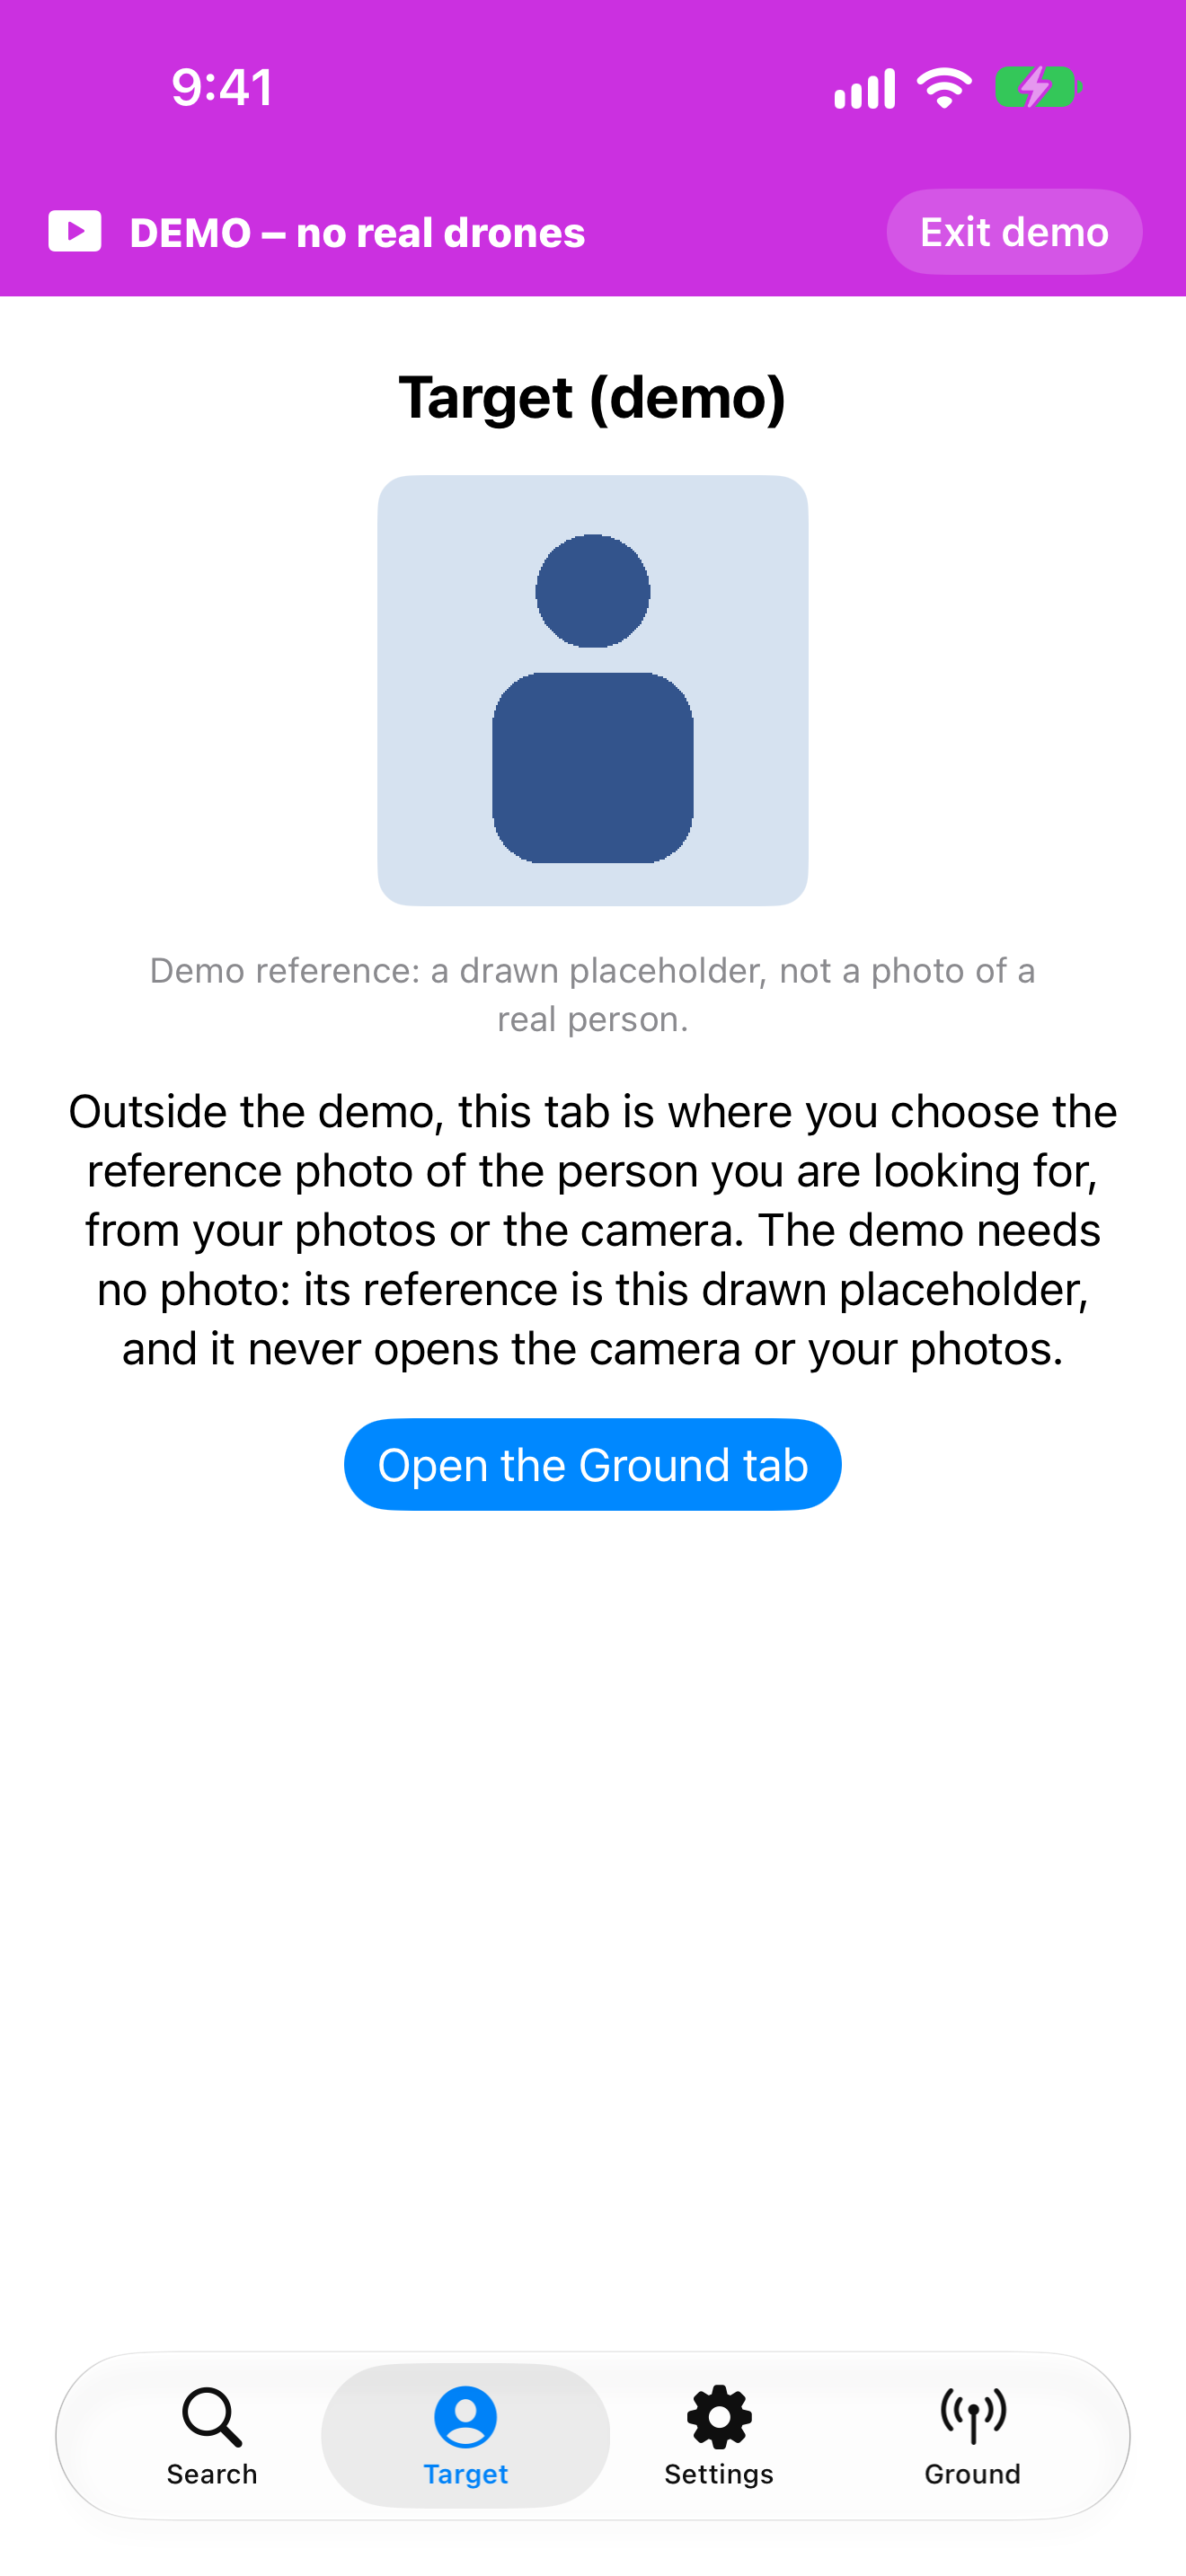 9:41
DEMO – no real drones
Exit demo
Target (demo)
Demo reference: a drawn placeholder, not a photo of a
real person.
Outside the demo, this tab is where you choose the
reference photo of the person you are looking for,
from your photos or the camera. The demo needs
no photo: its reference is this drawn placeholder,
and it never opens the camera or your photos.
Open the Ground tab
Search
Target
Settings
Ground